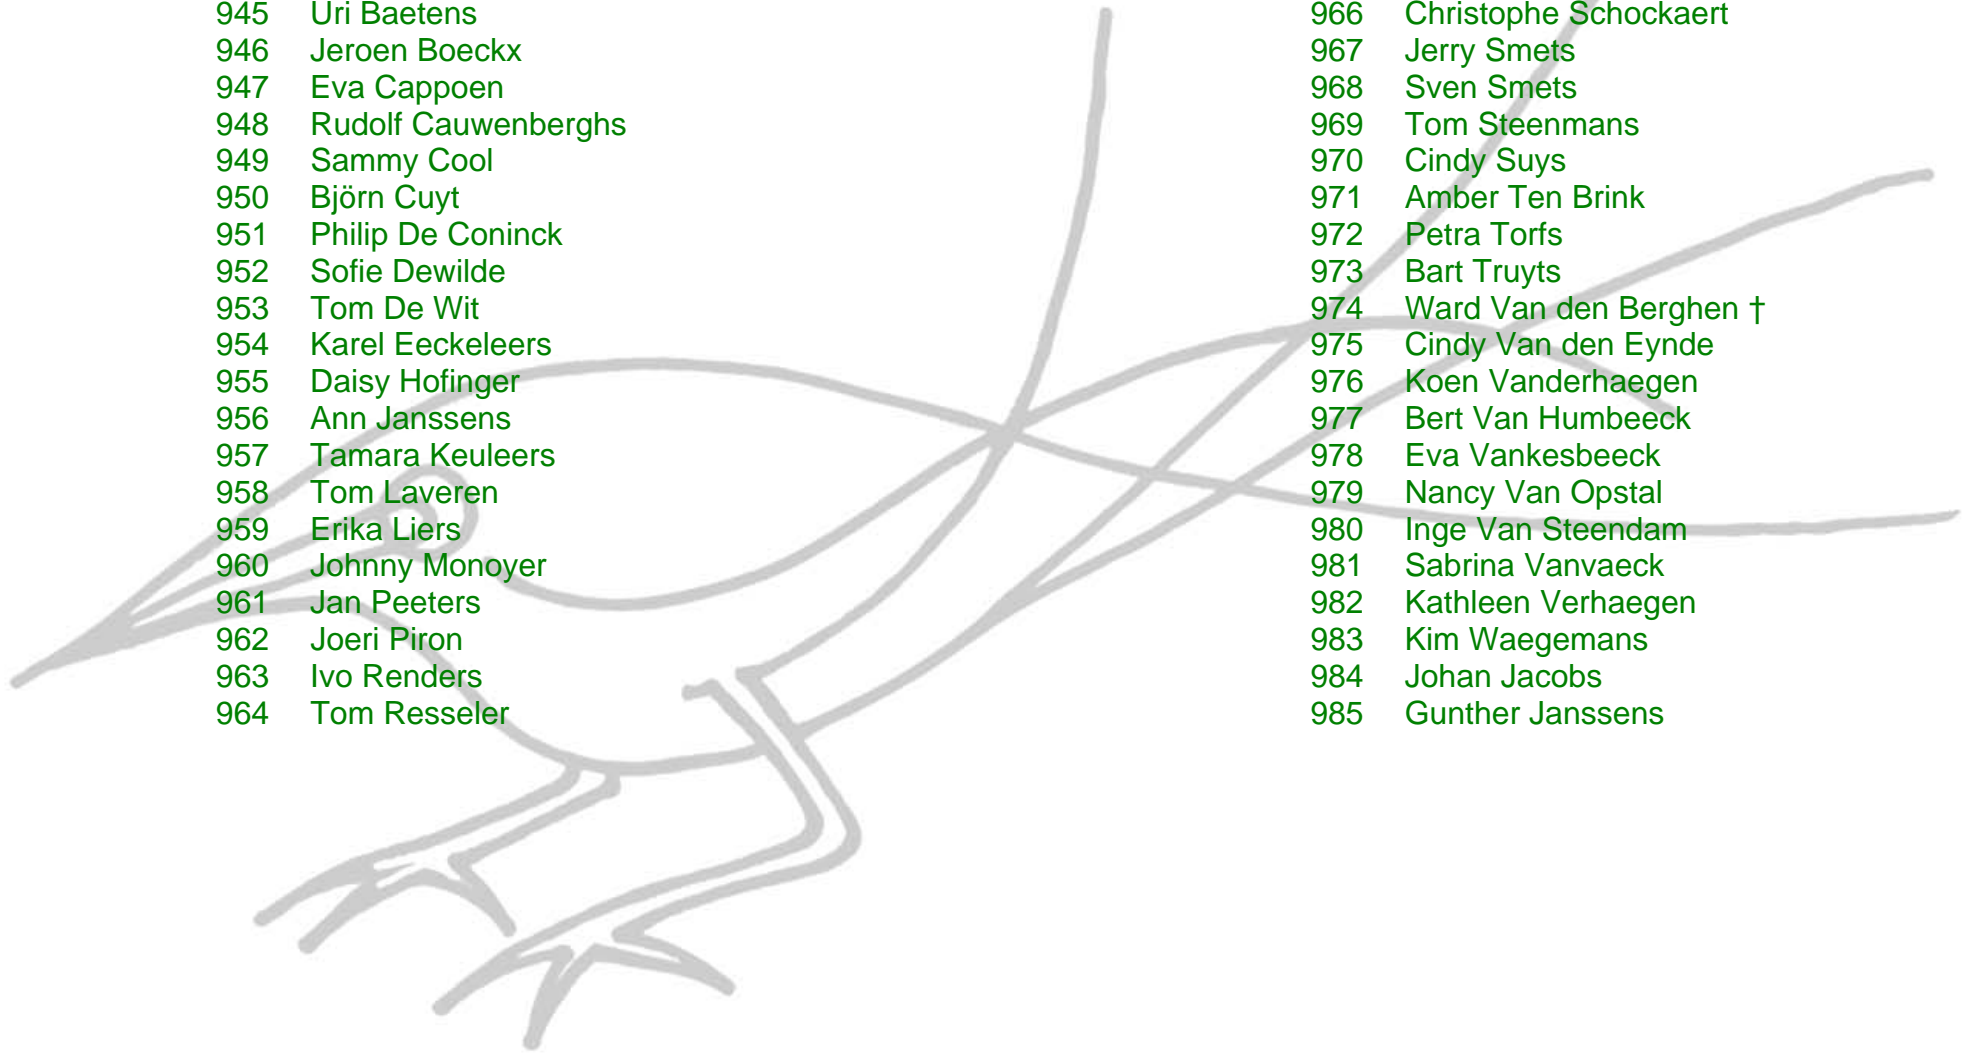 945 Uri Baetens
946 Jeroen Boeckx
947 Eva Cappoen
948 Rudolf Cauwenberghs
949 Sammy Cool
950 Björn Cuyt
951 Philip De Coninck
952 Sofie Dewilde
953 Tom De Wit
954 Karel Eeckeleers
955 Daisy Hofinger
956 Ann Janssens
957 Tamara Keuleers
958 Tom Laveren
959 Erika Liers
960 Johnny Monoyer
961 Jan Peeters
962 Joeri Piron
963 Ivo Renders
964 Tom Resseler
966 Christophe Schockaert
967 Jerry Smets
968 Sven Smets
969 Tom Steenmans
970 Cindy Suys
971 Amber Ten Brink
972 Petra Torfs
973 Bart Truyts
974 Ward Van den Berghen †
975 Cindy Van den Eynde
976 Koen Vanderhaegen
977 Bert Van Humbeeck
978 Eva Vankesbeeck
979 Nancy Van Opstal
980 Inge Van Steendam
981 Sabrina Vanvaeck
982 Kathleen Verhaegen
983 Kim Waegemans
984 Johan Jacobs
985 Gunther Janssens